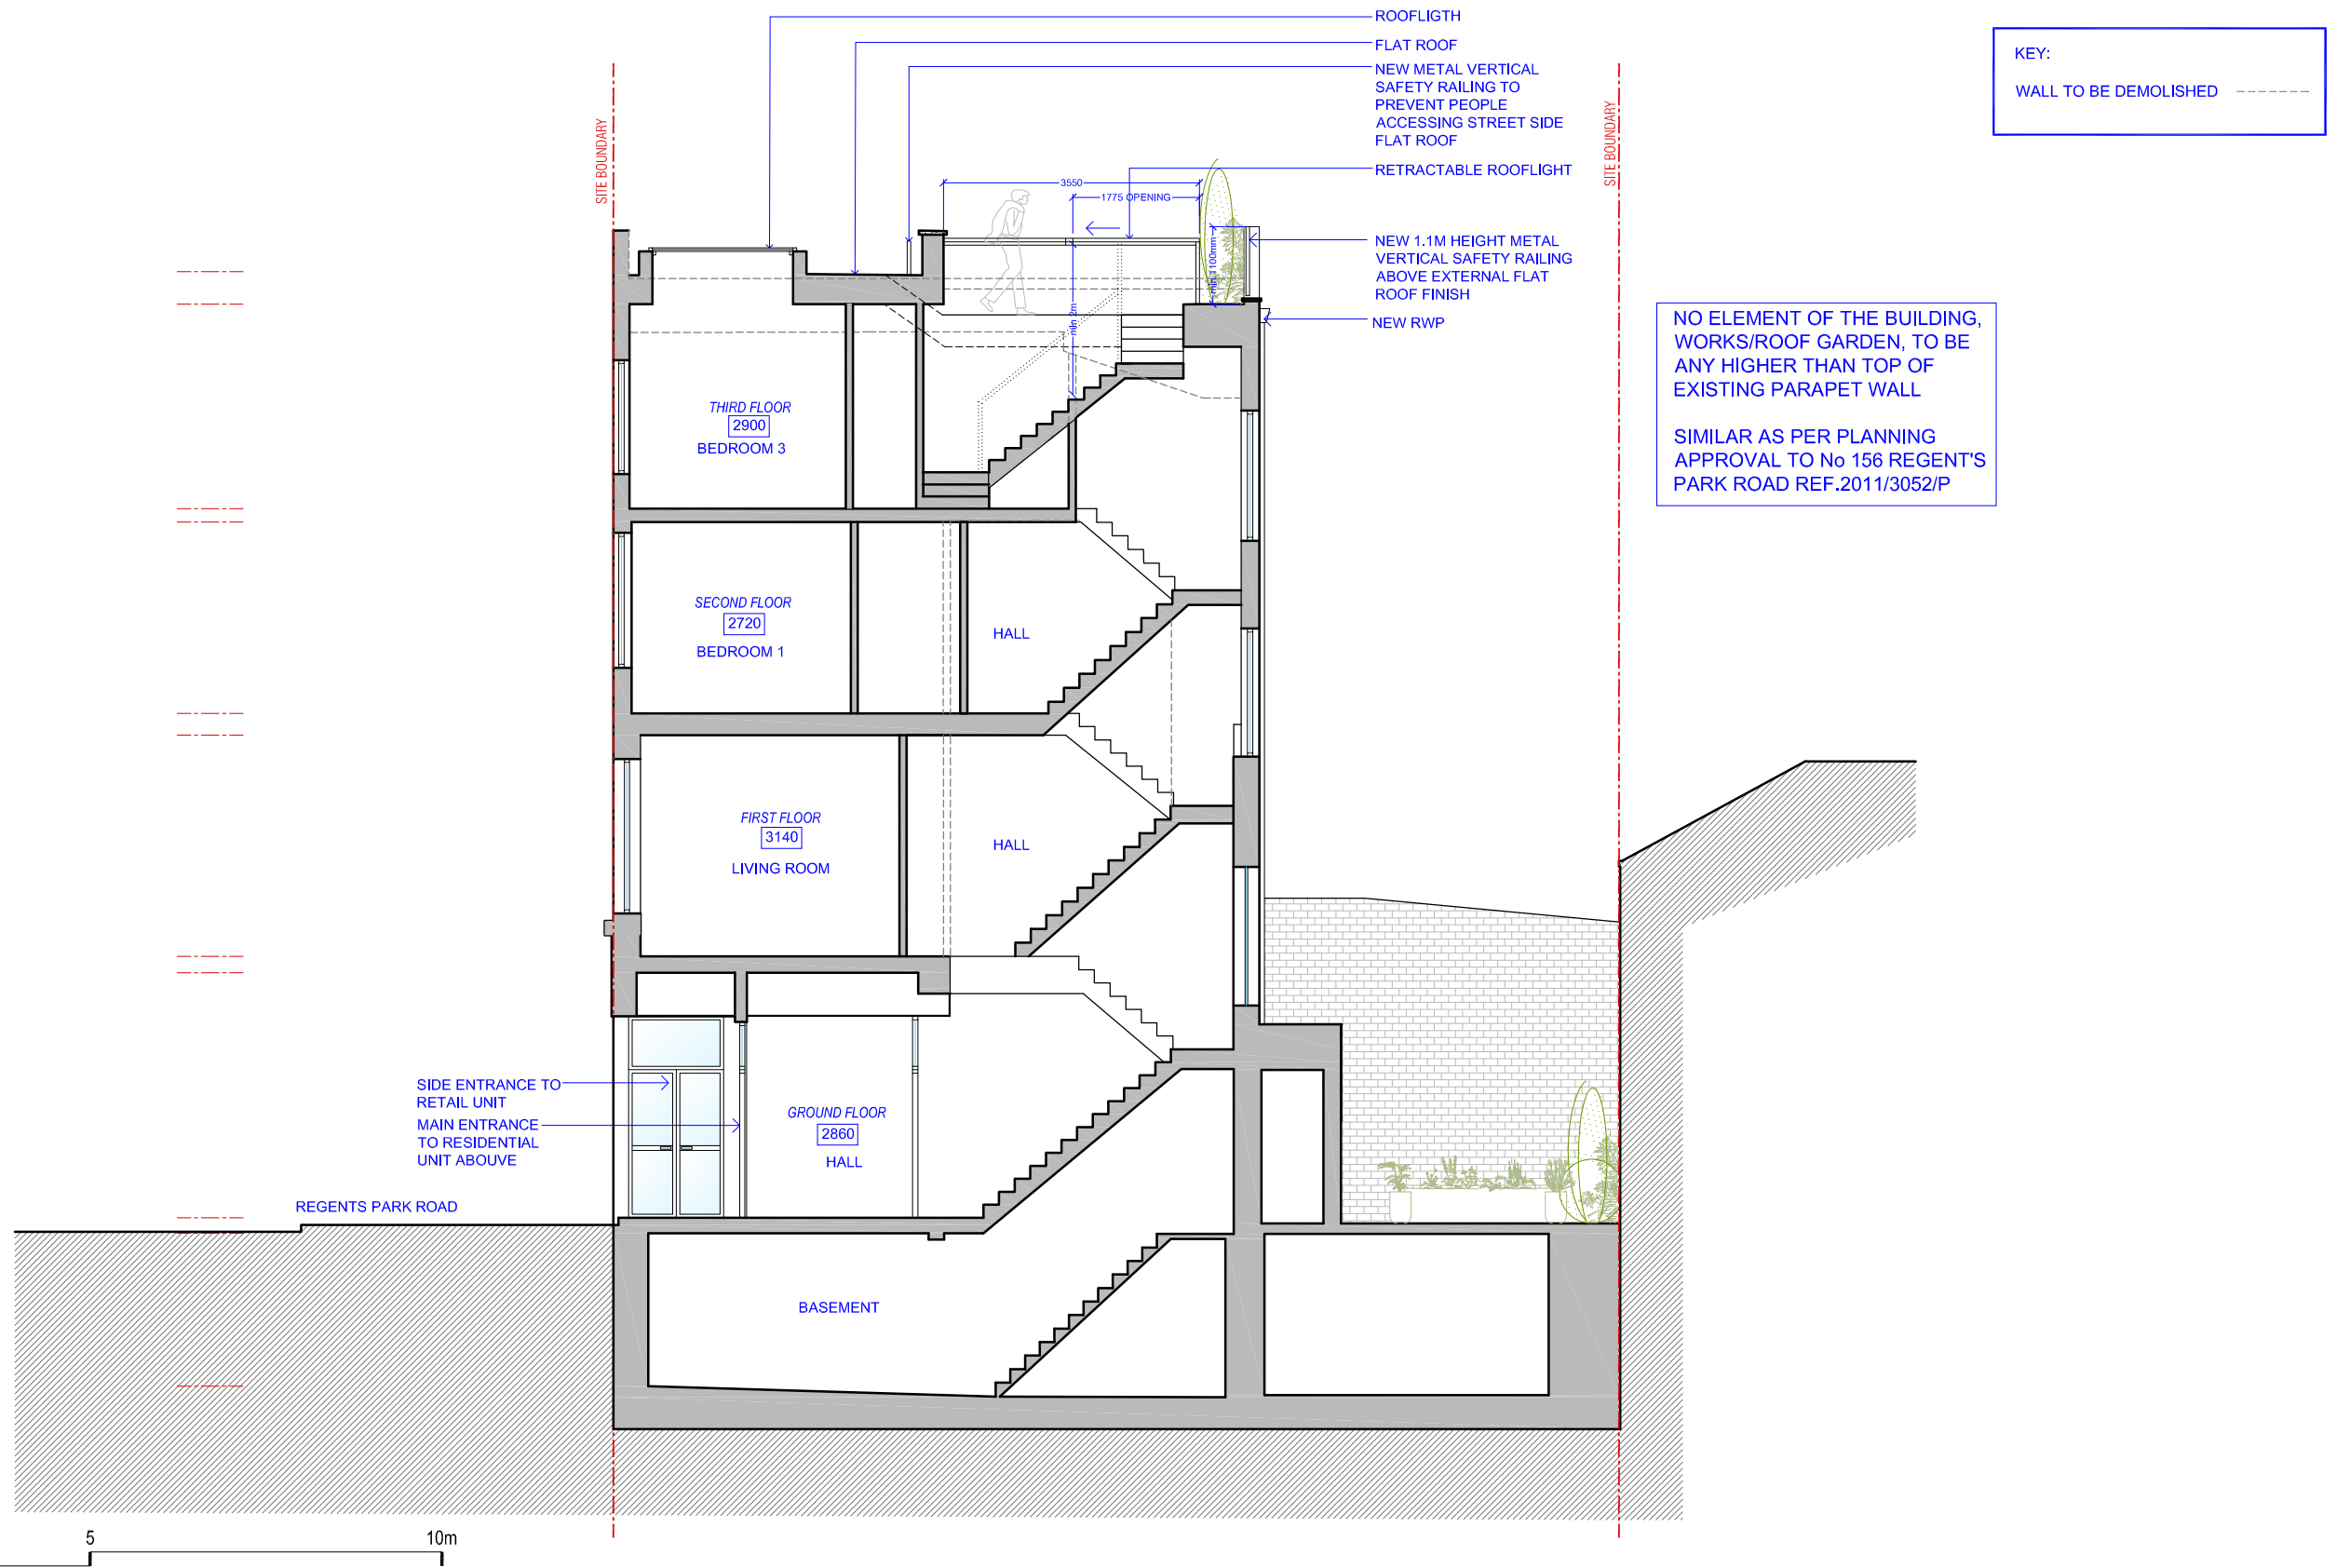 ROOFLIGTH
FLAT ROOF
NEW METAL VERTICAL
SAFETY RAILING TO
PREVENT PEOPLE
ACCESSING STREET SIDE
FLAT ROOF
RETRACTABLE ROOFLIGHT
NEW 1.1M HEIGHT METAL
VERTICAL SAFETY RAILING
ABOVE EXTERNAL FLAT
ROOF FINISH
NEW RWP
KEY:
WALL TO BE DEMOLISHED
SITE BOUNDARY
SITE BOUNDARY
3550
1775 OPENING
min 1100mm
min 2m
NO ELEMENT OF THE BUILDING,
WORKS/ROOF GARDEN, TO BE
ANY HIGHER THAN TOP OF
EXISTING PARAPET WALL
SIMILAR AS PER PLANNING
APPROVAL TO No 156 REGENT'S
PARK ROAD REF.2011/3052/P
THIRD FLOOR
2900
BEDROOM 3
SECOND FLOOR
2720
BEDROOM 1
HALL
FIRST FLOOR
3140
LIVING ROOM
HALL
SIDE ENTRANCE TO
RETAIL UNIT
MAIN ENTRANCE
TO RESIDENTIAL
UNIT ABOUVE
GROUND FLOOR
2860
HALL
REGENTS PARK ROAD
BASEMENT
5
10m